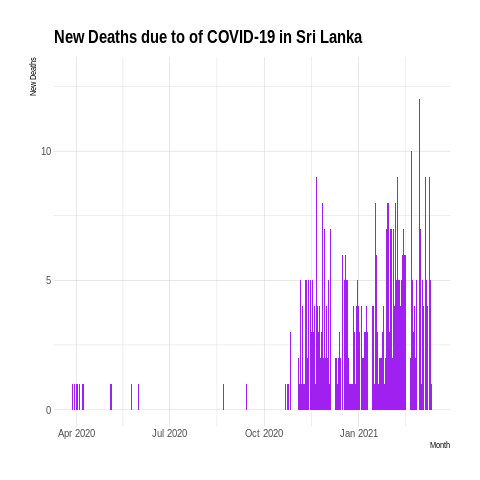 New Deaths due to of COVID-19 in Sri Lanka
New Deaths
10
5
0
Apr 2020 Jul 2020 Oct 2020 Jan 2021
Month